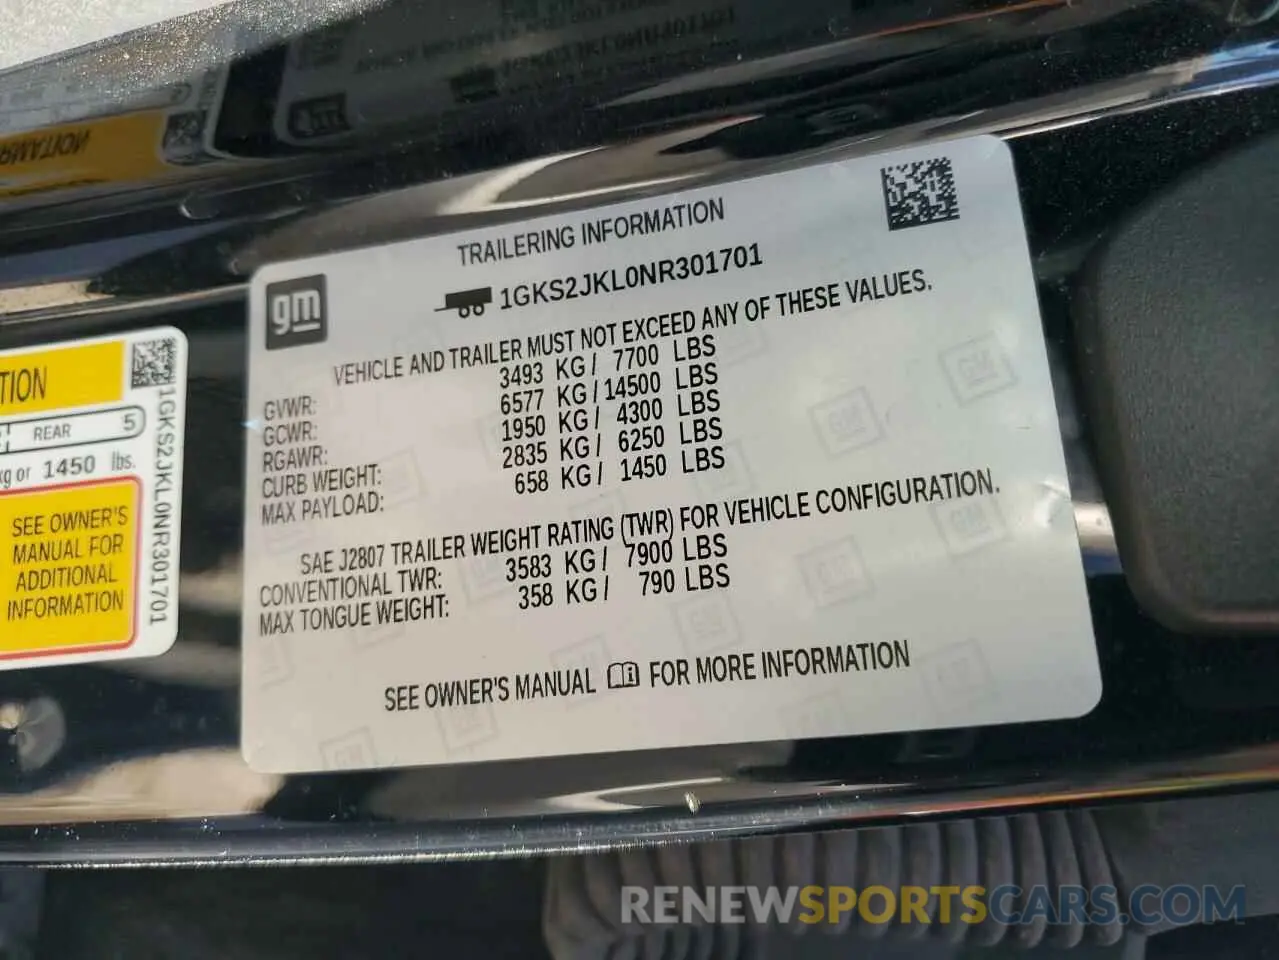 TRAILERING INFORMATION
gm
1GKS2JKL0NR301701
VEHICLE AND TRAILER MUST NOT EXCEED ANY OF THESE VALUES.
GVWR: 3493 KG/ 7700 LBS
GCWR: 6577 KG/14500 LBS
RGAWR: 1950 KG/ 4300 LBS
CURB WEIGHT: 2835 KG/ 6250 LBS
MAX PAYLOAD: 658 KG/ 1450 LBS
SAE J2807 TRAILER WEIGHT RATING (TWR) FOR VEHICLE CONFIGURATION.
CONVENTIONAL TWR: 3583 KG/ 7900 LBS
MAX TONGUE WEIGHT: 358 KG/ 790 LBS
SEE OWNER'S MANUAL FOR MORE INFORMATION
TION
REAR 5
kg or 1450 lbs.
SEE OWNER'S
MANUAL FOR
ADDITIONAL
INFORMATION
1GKS2JKL0NR301701
RENEWSPORTSCARS.COM